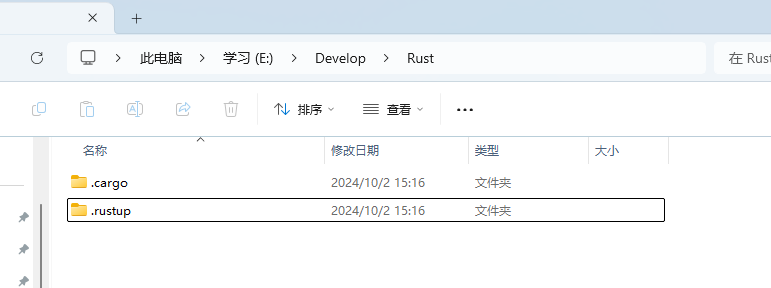 此电脑 学习 (E:) Develop Rust 在 Rust
排序 查看
名称 修改日期 类型 大小
.cargo 2024/10/2 15:16 文件夹
.rustup 2024/10/2 15:16 文件夹